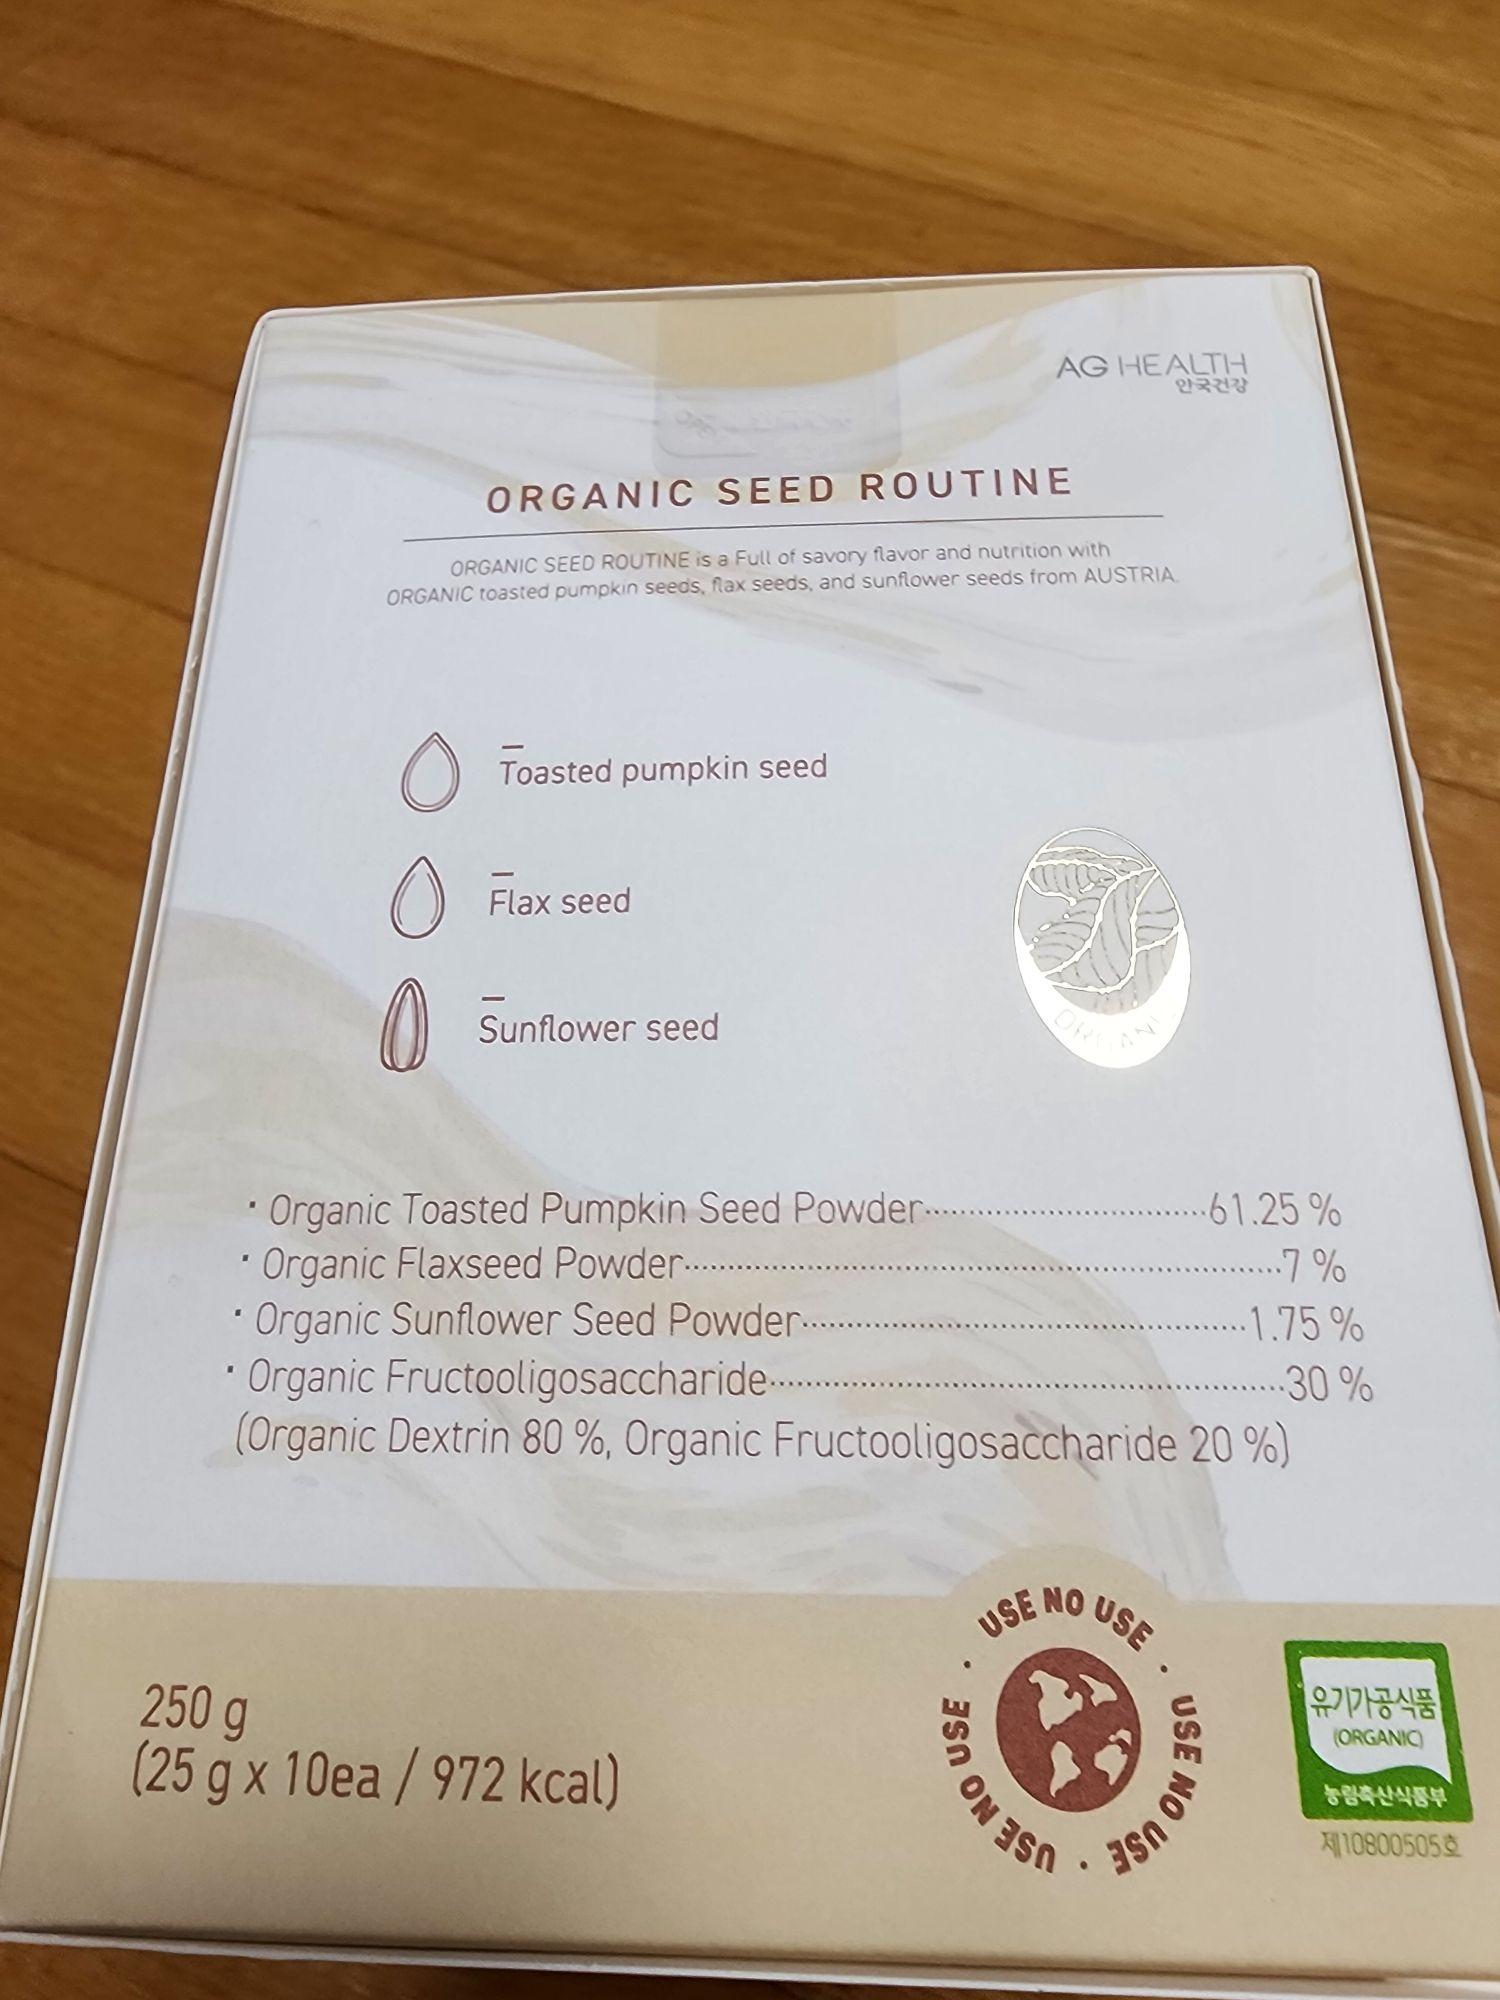 AG HEALTH
안국건강
ORGANIC SEED ROUTINE
ORGANIC SEED ROUTINE is a Full of savory flavor and nutrition with
ORGANIC toasted pumpkin seeds, flax seeds, and sunflower seeds from AUSTRIA.
Toasted pumpkin seed
Flax seed
Sunflower seed
ORGANIC
· Organic Toasted Pumpkin Seed Powder 61.25 %
· Organic Flaxseed Powder 7 %
· Organic Sunflower Seed Powder 1.75 %
· Organic Fructooligosaccharide 30 %
(Organic Dextrin 80 %, Organic Fructooligosaccharide 20 %)
250 g
(25 g x 10ea / 972 kcal)
USE NO USE · USE NO USE · USE NO USE · USE NO USE ·
유기가공식품
(ORGANIC)
농림축산식품부
제10800505호